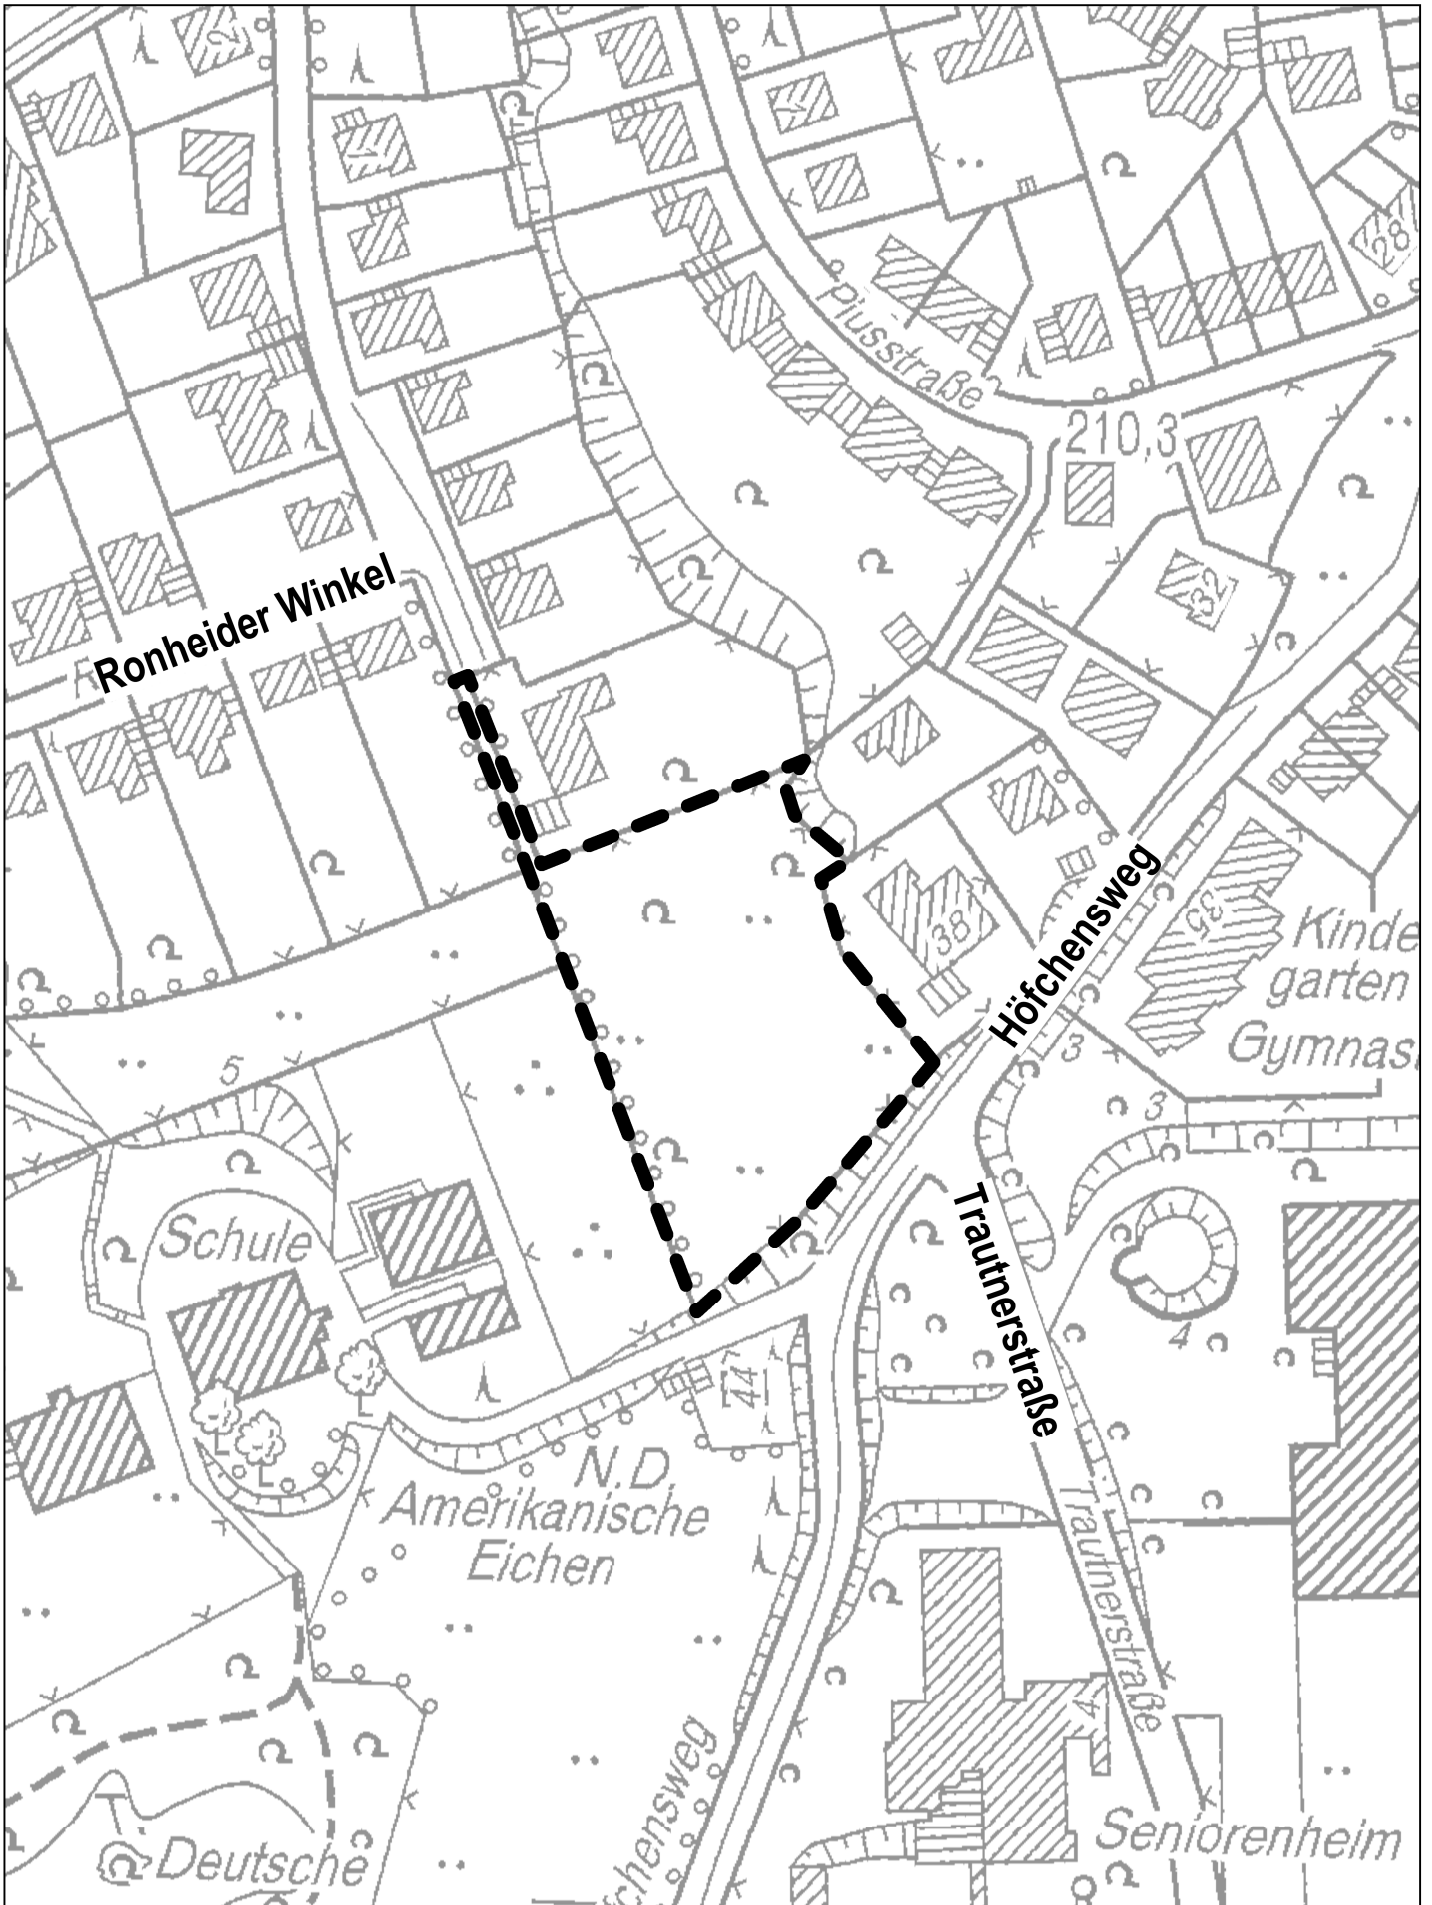 2
28
Piusstraße
210,3
32
Ronheider Winkel
38
Höfchensweg
35
Kinde
garten
Gymnas
3
5
3
Schule
Trautnerstraße
4
44
N.D.
Amerikanische
Eichen
Trautnerstraße
4
chensweg
Seniorenheim
Deutsche